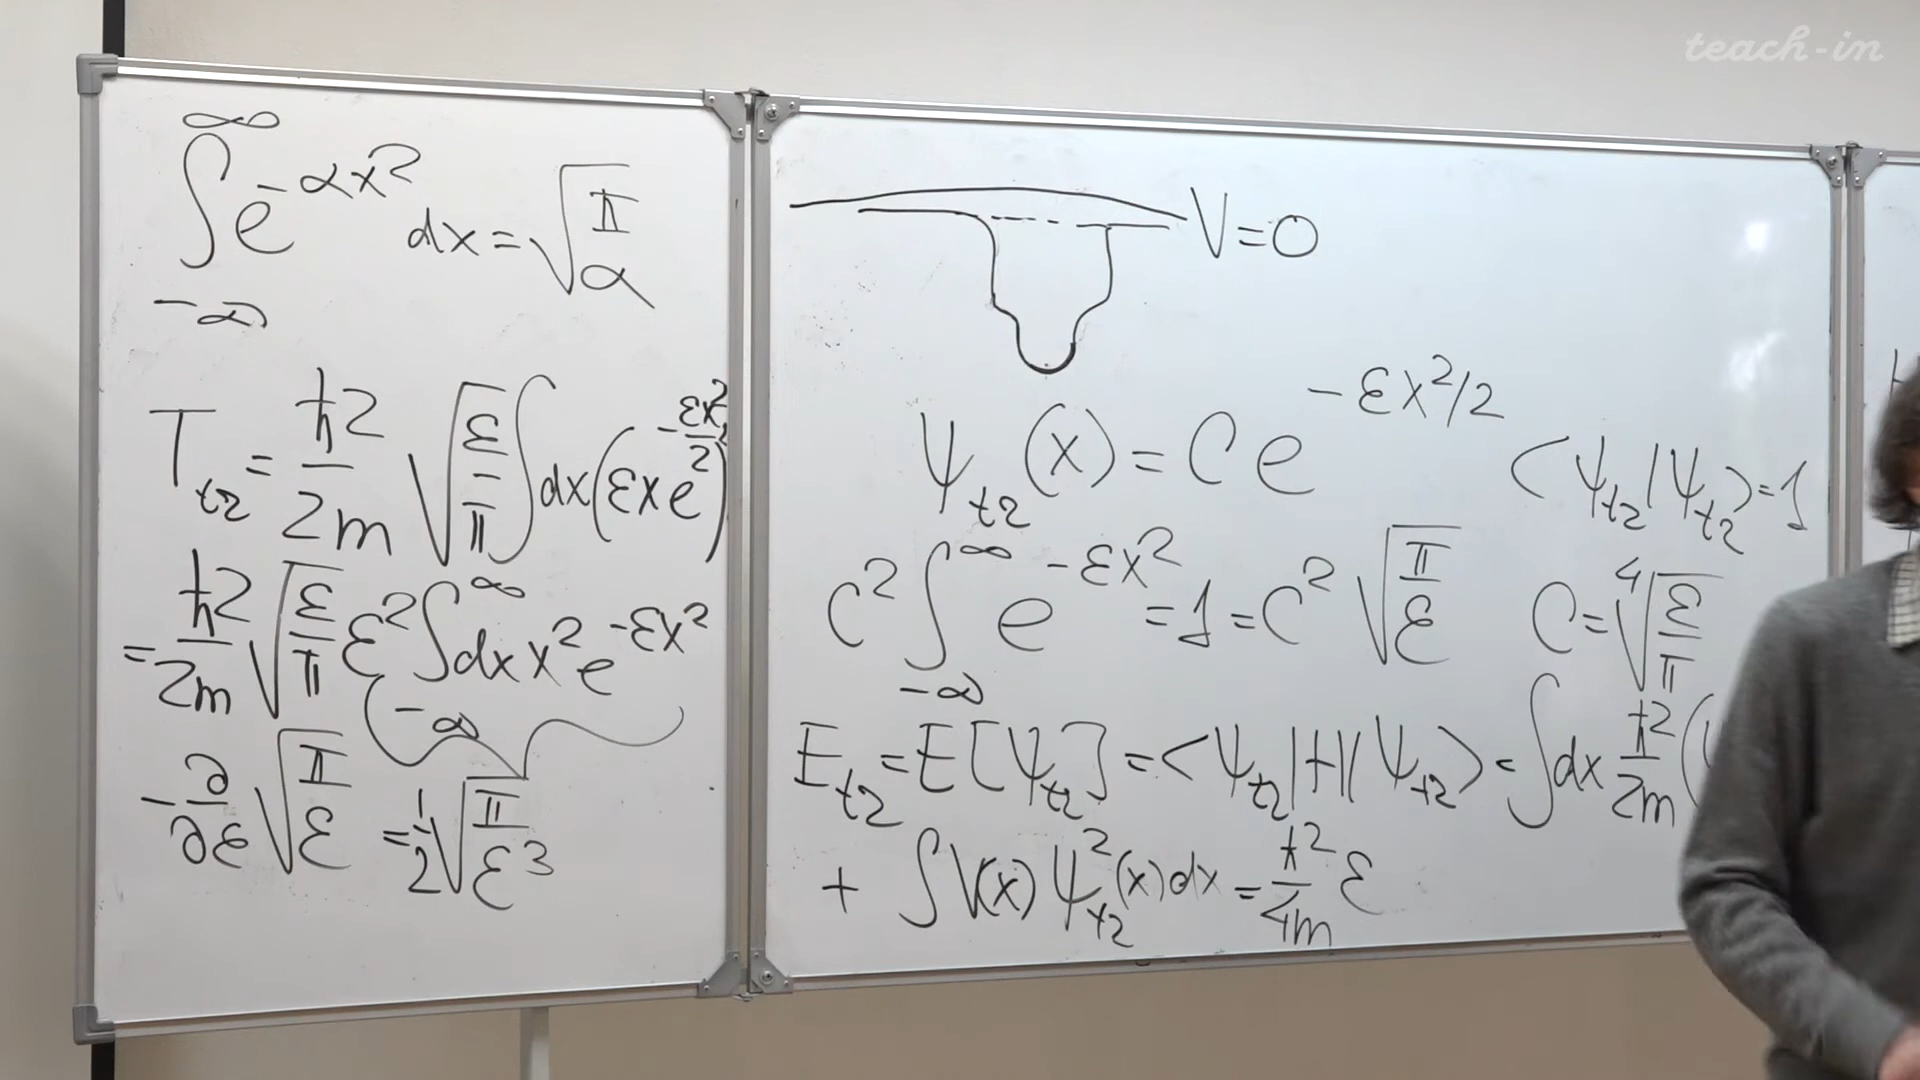 teach-in
∞
∫ e^{-αx²} dx = √(π/α)
-∞
T_{t2} = ħ²/2m √(ε/π) ∫ dx (εx e^{-εx²/2})
= ħ²/2m √(ε/π) ε² ∫_{-∞}^{∞} dx x² e^{-εx²}
-∂/∂ε √(π/ε) = 1/2 √(π/ε³)
V=0
ψ_{t2}(x) = C e^{-εx²/2} ⟨ψ_{t2}|ψ_{t2}⟩=1
C² ∫_{-∞}^{∞} e^{-εx²} = 1 = C² √(π/ε) C = ∜(ε/π)
E_{t2} = E[ψ_{t2}] = ⟨ψ_{t2}|H|ψ_{t2}⟩ = ∫dx ħ²/2m (
+ ∫V(x) ψ²_{t2}(x)dx = ħ²/4m ε